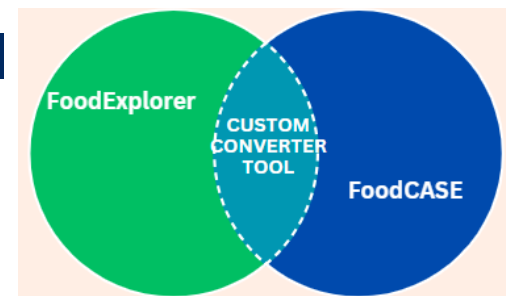 FoodExplorer
CUSTOM
CONVERTER
TOOL
FoodCASE